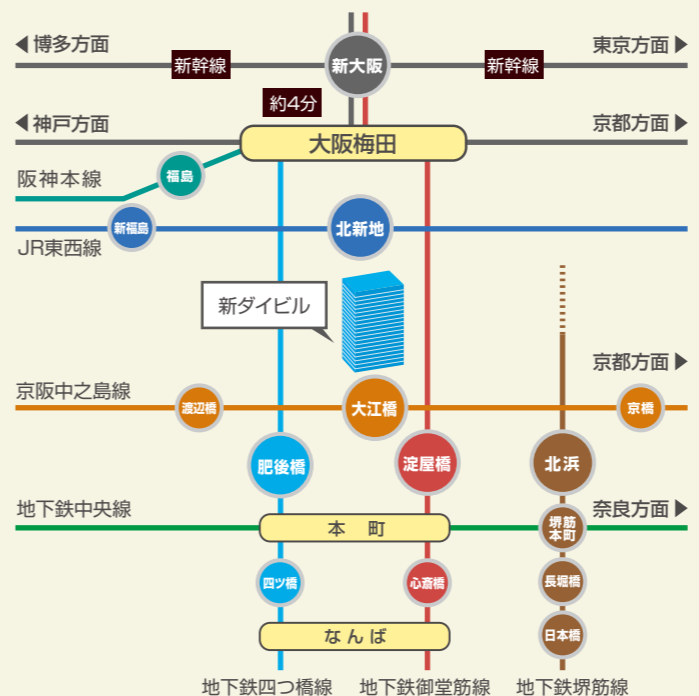 ◀博多方面
新幹線
新大阪
新幹線
東京方面▶
約4分
◀神戸方面
大阪梅田
京都方面▶
阪神本線
福島
新福島
北新地
JR東西線
新ダイビル
京都方面▶
京阪中之島線
渡辺橋
大江橋
京橋
肥後橋
淀屋橋
北浜
地下鉄中央線
本町
堺筋
本町
奈良方面▶
四ツ橋
心斎橋
長堀橋
なんば
日本橋
地下鉄四つ橋線
地下鉄御堂筋線
地下鉄堺筋線